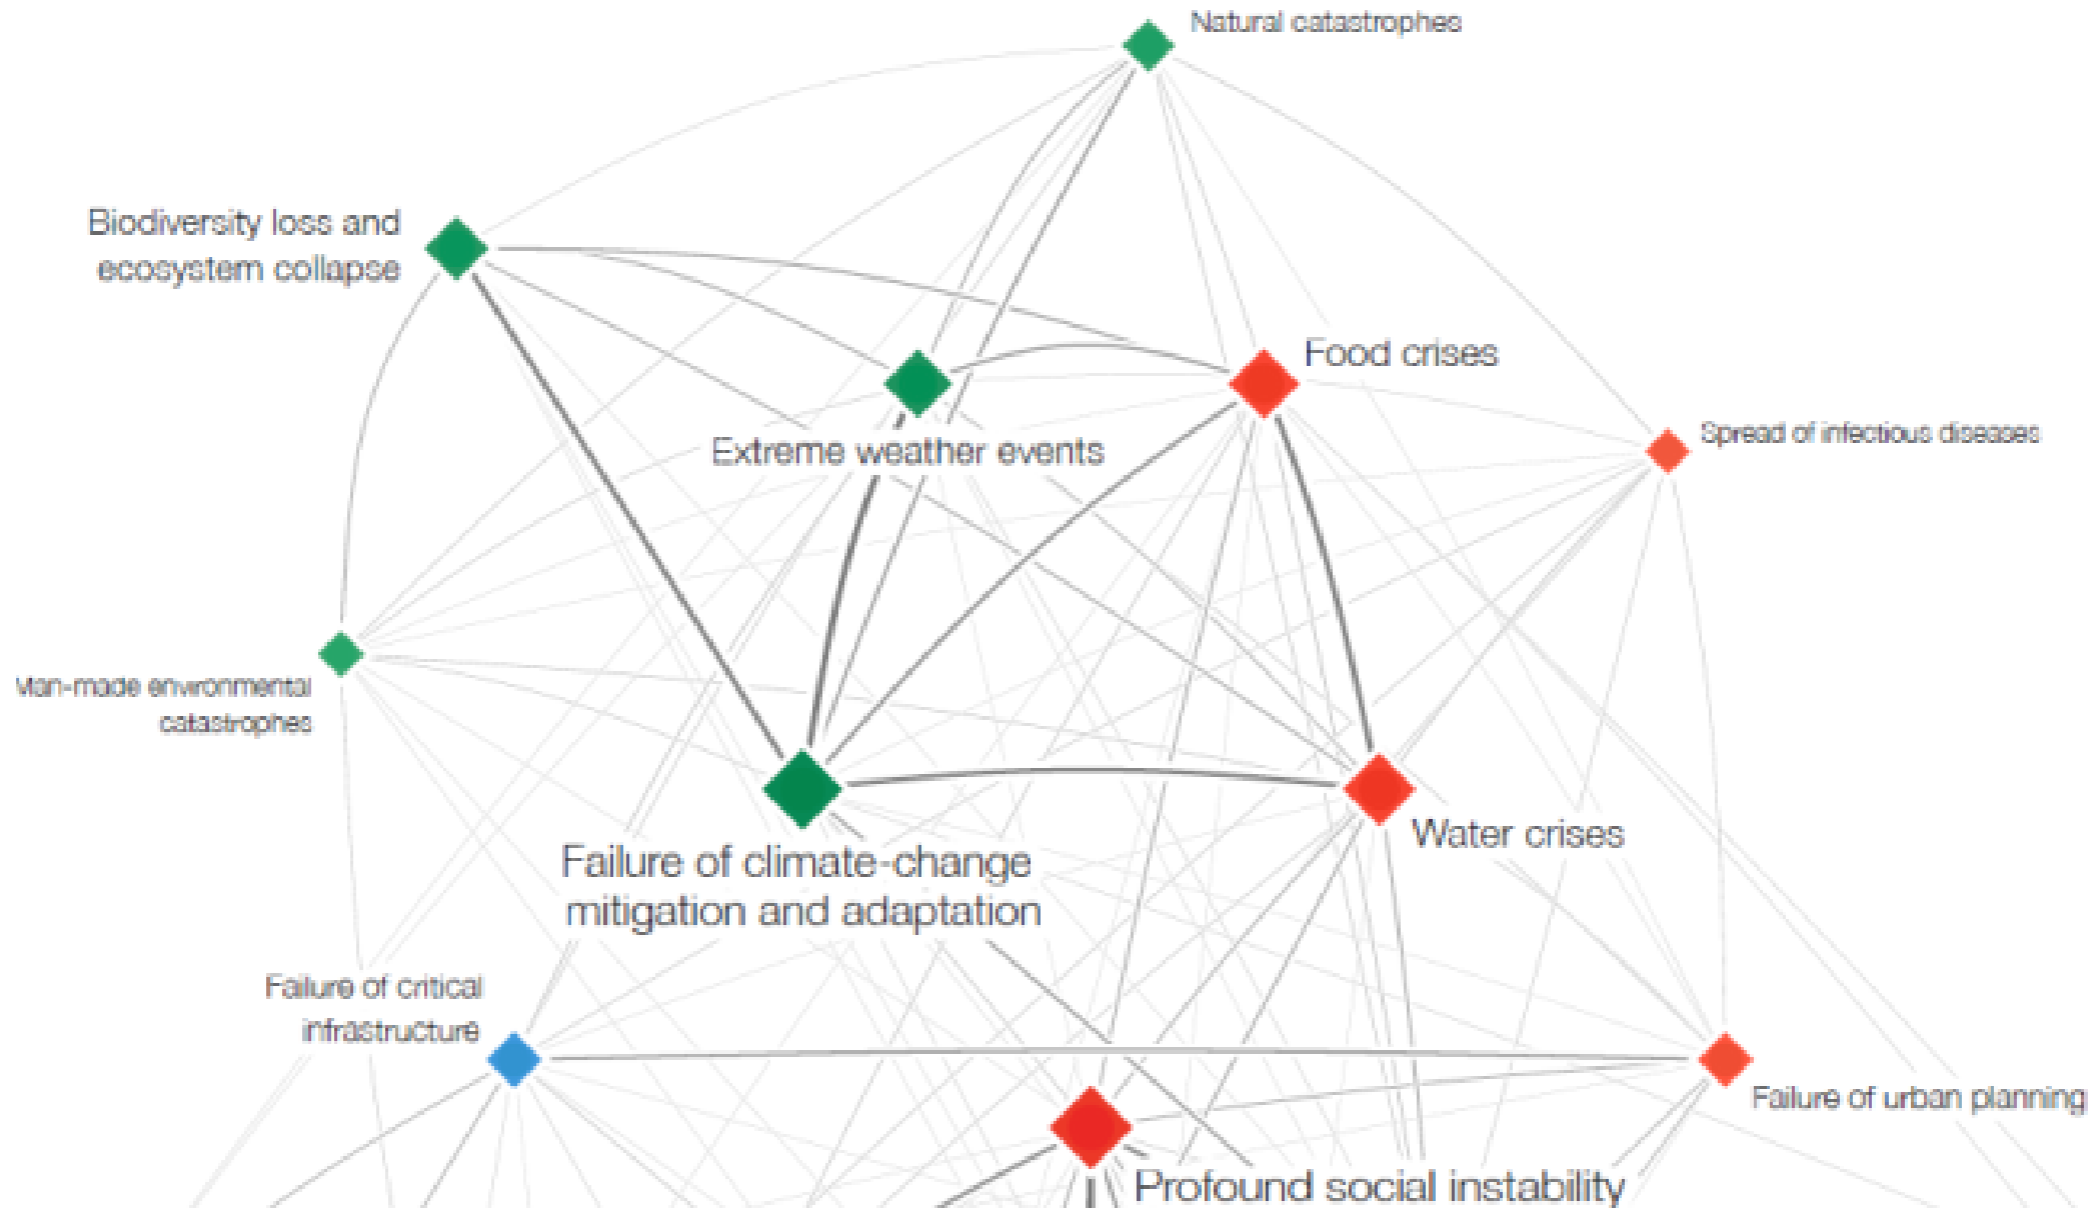 Natural catastrophes
Biodiversity loss and
ecosystem collapse
Food crises
Extreme weather events
Spread of infectious diseases
Man-made environmental
catastrophes
Water crises
Failure of climate-change
mitigation and adaptation
Failure of critical
infrastructure
Failure of urban planning
Profound social instability